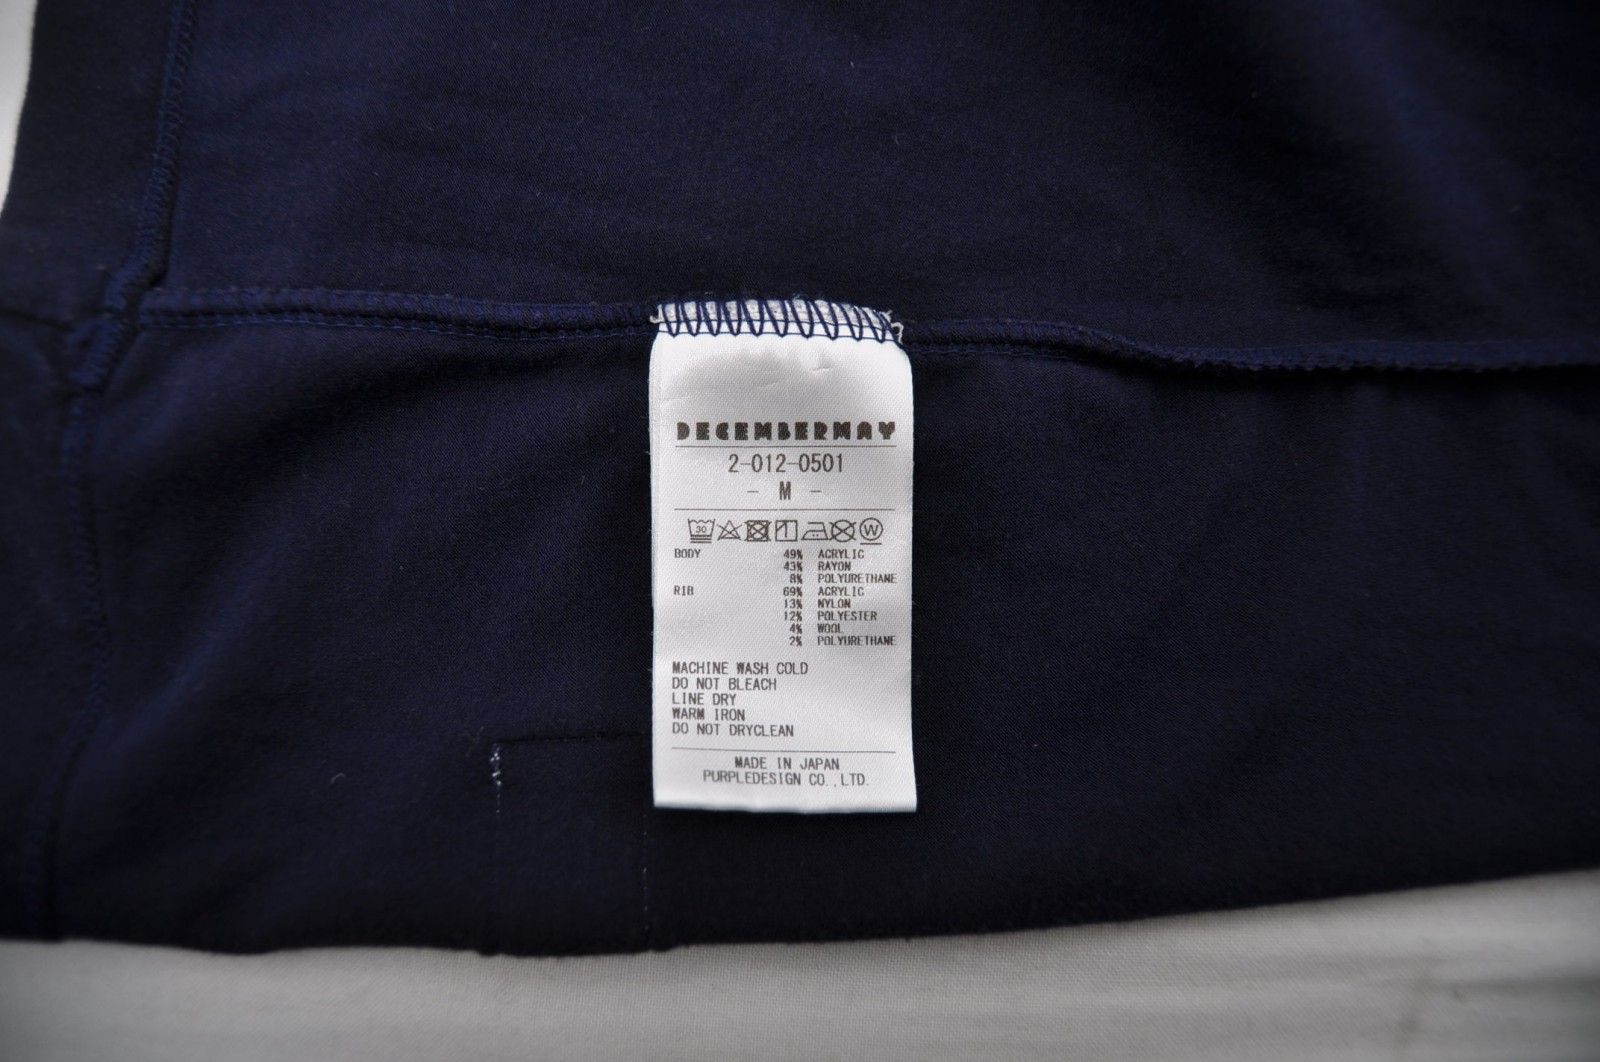 DECEMBERMAY
2-012-0501
- M -
30 W
BODY 49% ACRYLIC
43% RAYON
8% POLYURETHANE
RIB 69% ACRYLIC
13% NYLON
12% POLYESTER
4% WOOL
2% POLYURETHANE
MACHINE WASH COLD
DO NOT BLEACH
LINE DRY
WARM IRON
DO NOT DRYCLEAN
MADE IN JAPAN
PURPLEDESIGN CO.,LTD.